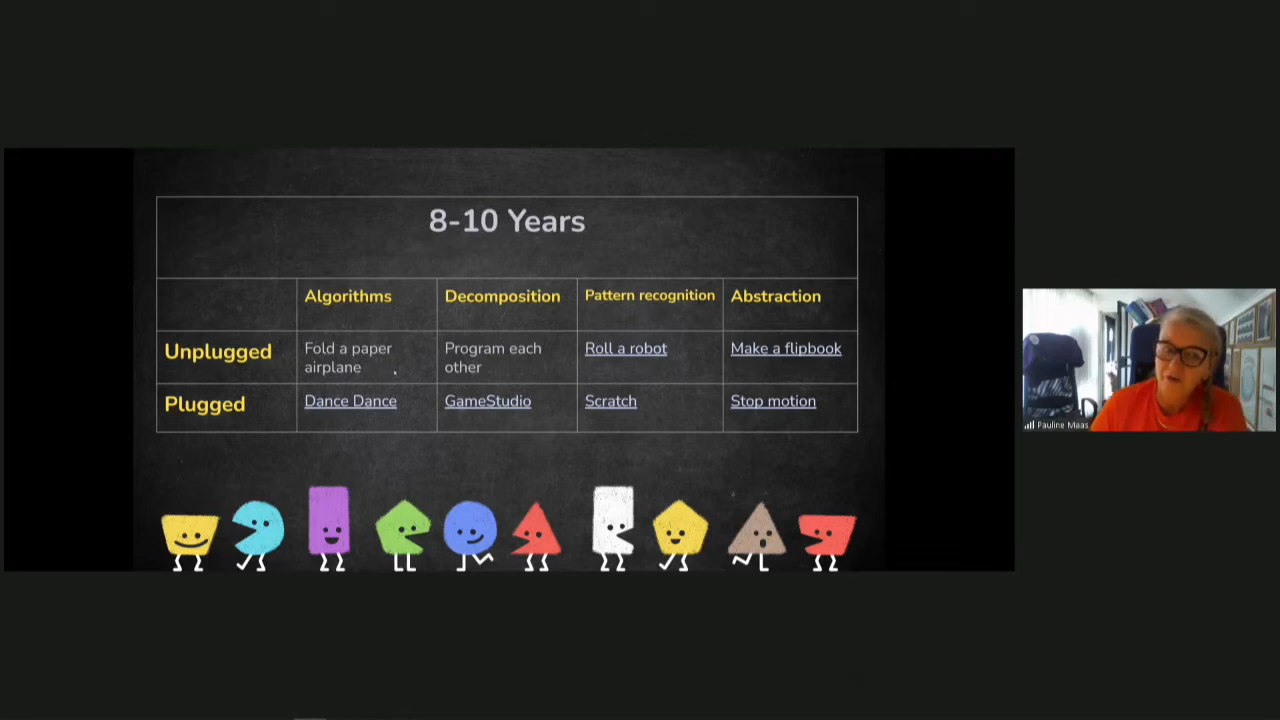 8-10 Years
Algorithms Decomposition Pattern recognition Abstraction
Unplugged Fold a paper airplane Program each other Roll a robot Make a flipbook
Plugged Dance Dance GameStudio Scratch Stop motion
Pauline Maas